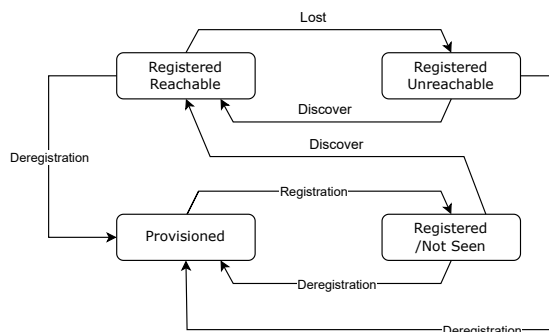 Lost
Registered
Reachable
Registered
Unreachable
Discover
Deregistration
Discover
Registration
Provisioned
Registered
/Not Seen
Deregistration
Deregistration